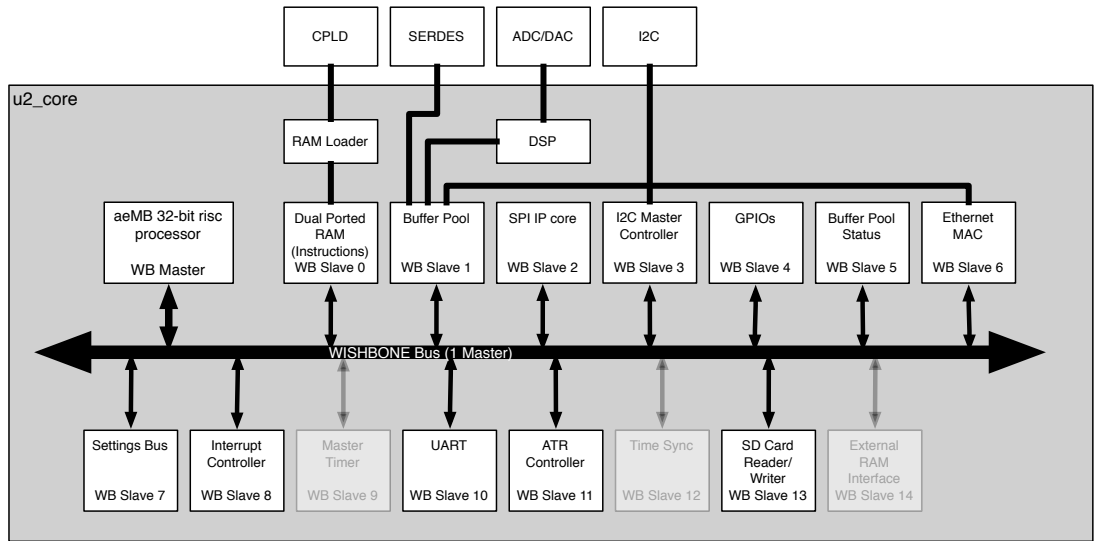 CPLD
SERDES
ADC/DAC
I2C
u2_core
RAM Loader
DSP
aeMB 32-bit risc
processor
WB Master
Dual Ported
RAM
(Instructions)
WB Slave 0
Buffer Pool
WB Slave 1
SPI IP core
WB Slave 2
I2C Master
Controller
WB Slave 3
GPIOs
WB Slave 4
Buffer Pool
Status
WB Slave 5
Ethernet
MAC
WB Slave 6
WISHBONE Bus (1 Master)
Settings Bus
WB Slave 7
Interrupt
Controller
WB Slave 8
Master
Timer
WB Slave 9
UART
WB Slave 10
ATR
Controller
WB Slave 11
Time Sync
WB Slave 12
SD Card
Reader/
Writer
WB Slave 13
External
RAM
Interface
WB Slave 14